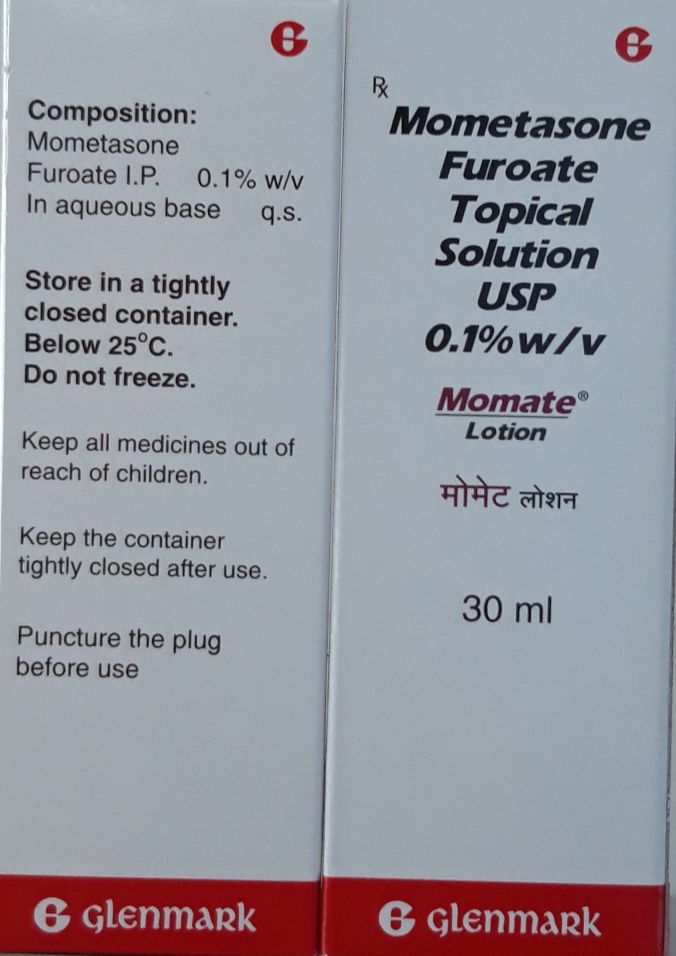 Composition:
Mometasone
Furoate I.P. 0.1% w/v
In aqueous base q.s.
Store in a tightly
closed container.
Below 25°C.
Do not freeze.
Keep all medicines out of
reach of children.
Keep the container
tightly closed after use.
Puncture the plug
before use
glenmark
Rx
Mometasone
Furoate
Topical
Solution
USP
0.1% w/v
Momate®
Lotion
मोमेट लोशन
30 ml
glenmark